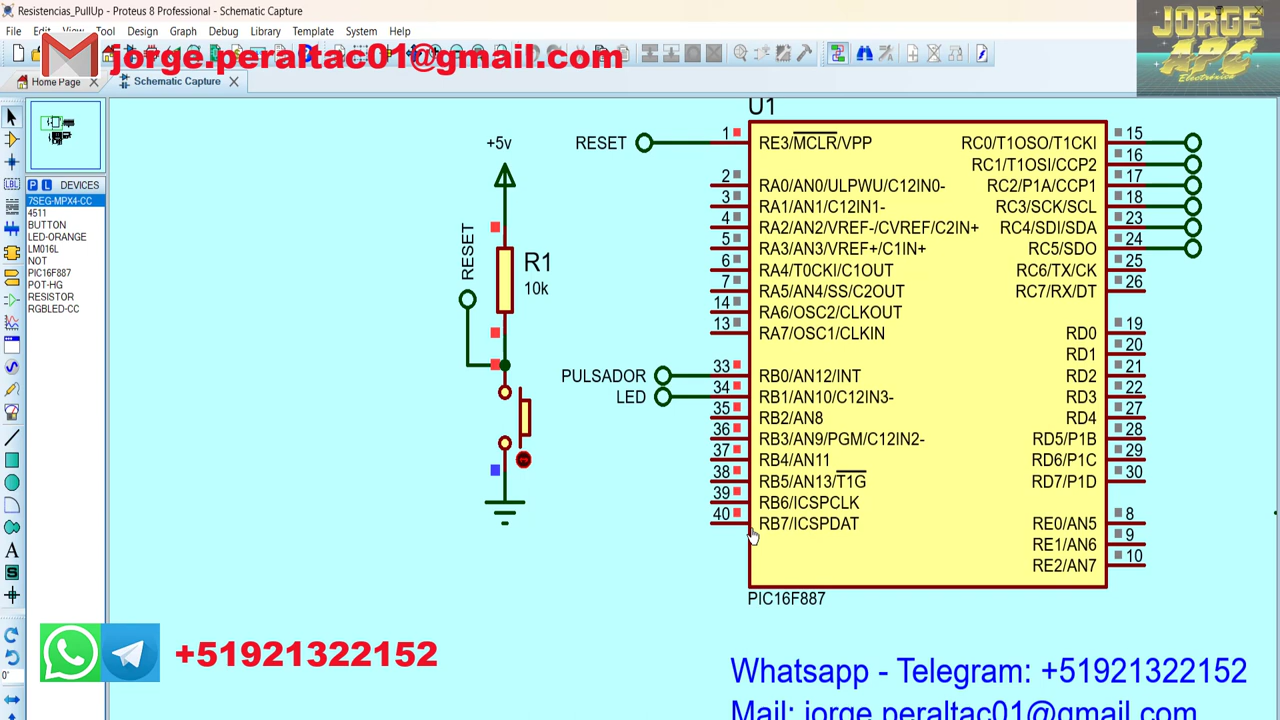 Resistencias_PullUp - Proteus 8 Professional - Schematic Capture
File Edit View Tool Design Graph Debug Library Template System Help
jorge.peraltac01@gmail.com
JORGE
APC
Electrónica
Home Page
Schematic Capture
P L DEVICES
7SEG-MPX4-CC
4511
BUTTON
LED-ORANGE
LM016L
NOT
PIC16F887
POT-HG
RESISTOR
RGBLED-CC
LBL
A
S
0°
+5v
RESET
R1
10k
U1
RESET
PULSADOR
LED
1 RE3/MCLR/VPP
2 RA0/AN0/ULPWU/C12IN0-
3 RA1/AN1/C12IN1-
4 RA2/AN2/VREF-/CVREF/C2IN+
5 RA3/AN3/VREF+/C1IN+
6 RA4/T0CKI/C1OUT
7 RA5/AN4/SS/C2OUT
14 RA6/OSC2/CLKOUT
13 RA7/OSC1/CLKIN
33 RB0/AN12/INT
34 RB1/AN10/C12IN3-
35 RB2/AN8
36 RB3/AN9/PGM/C12IN2-
37 RB4/AN11
38 RB5/AN13/T1G
39 RB6/ICSPCLK
40 RB7/ICSPDAT
RC0/T1OSO/T1CKI 15
RC1/T1OSI/CCP2 16
RC2/P1A/CCP1 17
RC3/SCK/SCL 18
RC4/SDI/SDA 23
RC5/SDO 24
RC6/TX/CK 25
RC7/RX/DT 26
RD0 19
RD1 20
RD2 21
RD3 22
RD4 27
RD5/P1B 28
RD6/P1C 29
RD7/P1D 30
RE0/AN5 8
RE1/AN6 9
RE2/AN7 10
PIC16F887
+51921322152
Whatsapp - Telegram: +51921322152
Mail: jorge.peraltac01@gmail.com